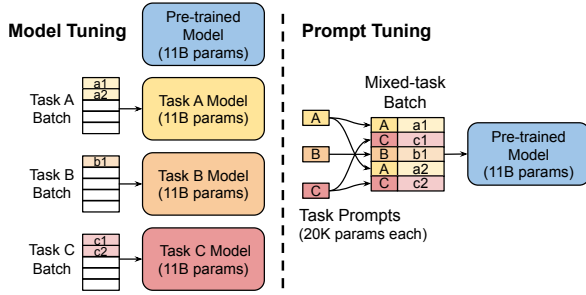 Model Tuning
Pre-trained
Model
(11B params)
a1
a2
Task A
Batch
Task A Model
(11B params)
b1
Task B
Batch
Task B Model
(11B params)
c1
c2
Task C
Batch
Task C Model
(11B params)
Prompt Tuning
Mixed-task
Batch
A
B
C
A a1
C c1
B b1
A a2
C c2
Pre-trained
Model
(11B params)
Task Prompts
(20K params each)